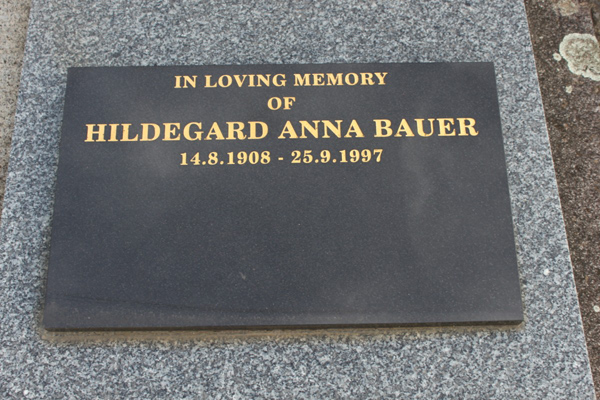 IN LOVING MEMORY
OF
HILDEGARD ANNA BAUER
14.8.1908 - 25.9.1997